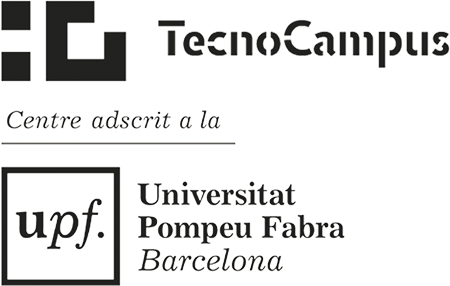 TecnoCampus
Centre adscrit a la
upf.
Universitat
Pompeu Fabra
Barcelona